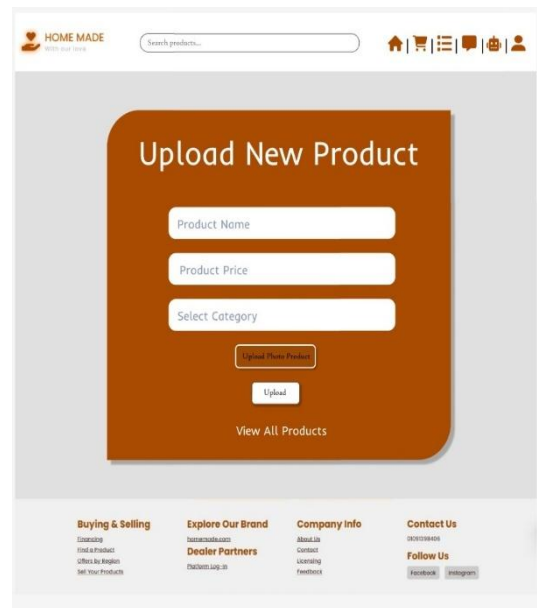 HOME MADE
With our love
Search products...
Upload New Product
Product Name
Product Price
Select Category
Upload Photo Product
Upload
View All Products
Buying & Selling
Financing
Find a Product
Offers by Region
Sell Your Products
Explore Our Brand
homemade.com
Dealer Partners
Platform Log-in
Company Info
About Us
Contact
Licensing
Feedback
Contact Us
Follow Us
Facebook
Instagram